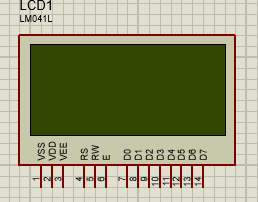 LCD1
LM041L
VSS VDD VEE RS RW E D0 D1 D2 D3 D4 D5 D6 D7
1 2 3 4 5 6 7 8 9 10 11 12 13 14